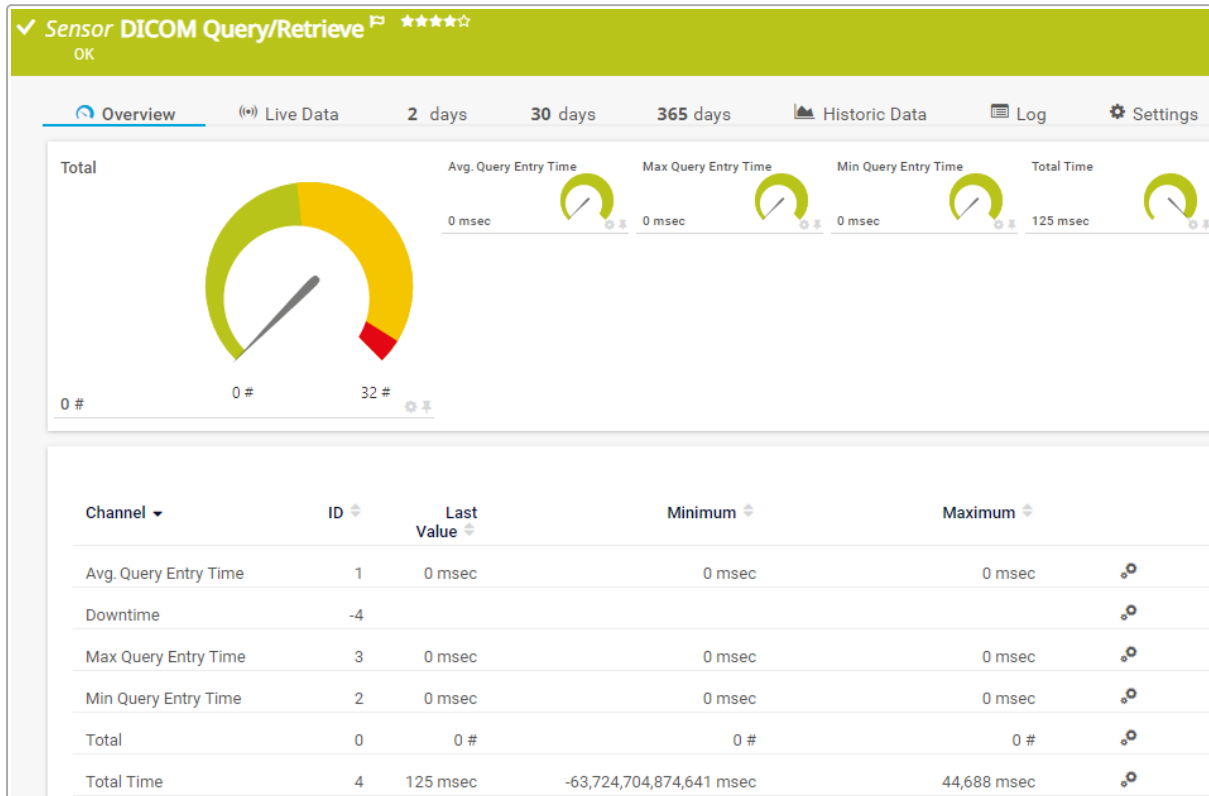 Sensor DICOM Query/Retrieve
OK
Overview Live Data 2 days 30 days 365 days Historic Data Log Settings
Total
0 #
32 #
0 #
Avg. Query Entry Time
0 msec
Max Query Entry Time
0 msec
Min Query Entry Time
0 msec
Total Time
125 msec
Channel ID Last Value Minimum Maximum
Avg. Query Entry Time 1 0 msec 0 msec 0 msec
Downtime -4
Max Query Entry Time 3 0 msec 0 msec 0 msec
Min Query Entry Time 2 0 msec 0 msec 0 msec
Total 0 0 # 0 # 0 #
Total Time 4 125 msec -63,724,704,874,641 msec 44,688 msec